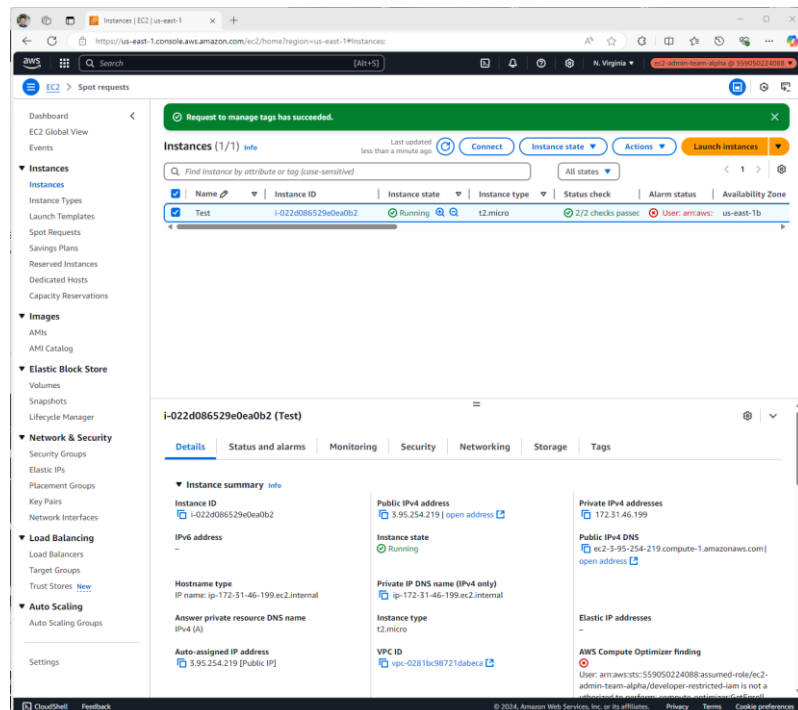 Instances | EC2 | us-east-1
https://us-east-1.console.aws.amazon.com/ec2/home?region=us-east-1#Instances:
aws
Search
[Alt+S]
N. Virginia
ec2-admin-team-alpha @ 559050224088
EC2 > Spot requests
Dashboard
EC2 Global View
Events
Instances
Instances
Instance Types
Launch Templates
Spot Requests
Savings Plans
Reserved Instances
Dedicated Hosts
Capacity Reservations
Images
AMIs
AMI Catalog
Elastic Block Store
Volumes
Snapshots
Lifecycle Manager
Network & Security
Security Groups
Elastic IPs
Placement Groups
Key Pairs
Network Interfaces
Load Balancing
Load Balancers
Target Groups
Trust Stores New
Auto Scaling
Auto Scaling Groups
Settings
Request to manage tags has succeeded.
Instances (1/1) Info
Last updated
less than a minute ago
Connect
Instance state
Actions
Launch instances
Find Instance by attribute or tag (case-sensitive)
All states
1
Name
Instance ID
Instance state
Instance type
Status check
Alarm status
Availability Zone
Test
i-022d086529e0ea0b2
Running
t2.micro
2/2 checks passec
User: arn:aws:
us-east-1b
i-022d086529e0ea0b2 (Test)
Details
Status and alarms
Monitoring
Security
Networking
Storage
Tags
Instance summary Info
Instance ID
i-022d086529e0ea0b2
Public IPv4 address
3.95.254.219 | open address
Private IPv4 addresses
172.31.46.199
IPv6 address
–
Instance state
Running
Public IPv4 DNS
ec2-3-95-254-219.compute-1.amazonaws.com |
open address
Hostname type
IP name: ip-172-31-46-199.ec2.internal
Private IP DNS name (IPv4 only)
ip-172-31-46-199.ec2.internal
Answer private resource DNS name
IPv4 (A)
Instance type
t2.micro
Elastic IP addresses
–
Auto-assigned IP address
3.95.254.219 [Public IP]
VPC ID
vpc-0281bc98721dabeca
AWS Compute Optimizer finding
User: arn:aws:sts::559050224088:assumed-role/ec2-
admin-team-alpha/developer-restricted-iam is not a
uthorized to perform: compute-optimizer:GetEnroll
CloudShell
Feedback
© 2024, Amazon Web Services, Inc. or its affiliates.
Privacy
Terms
Cookie preferences